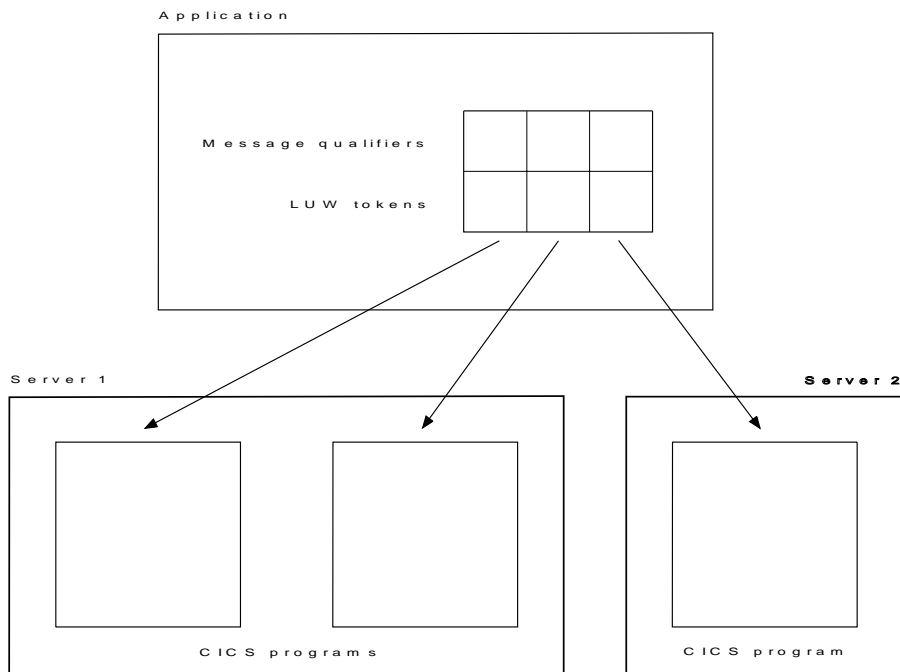 Application
Message qualifiers
LUW tokens
Server 1
Server 2
CICS programs
CICS program